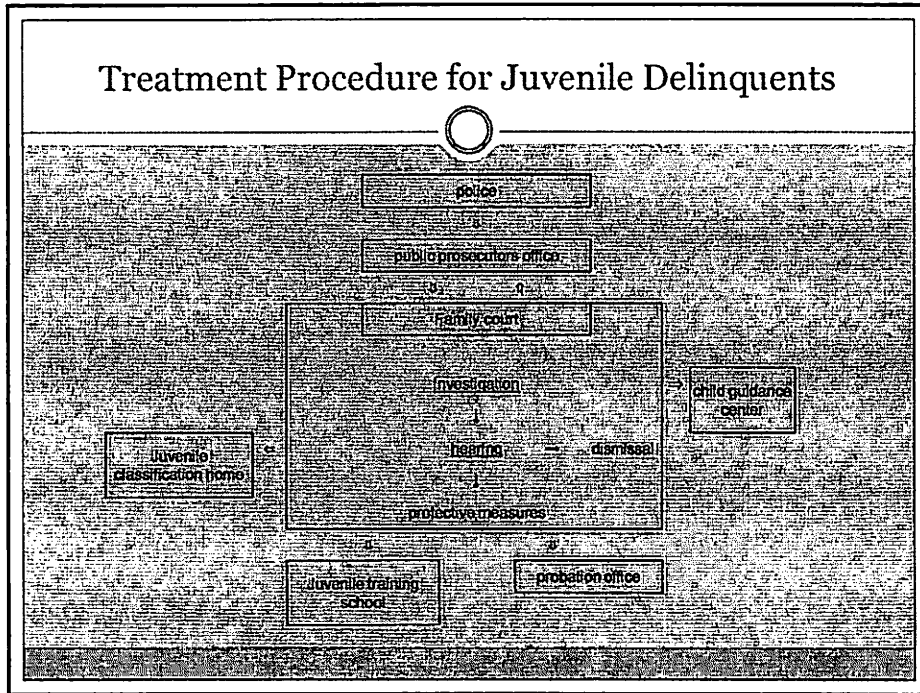 Treatment Procedure for Juvenile Delinquents
police
public prosecutors office
Family court
investigation
child guidance
center
hearing → dismissal
Juvenile
classification home
protective measures
Juvenile training
school
probation office